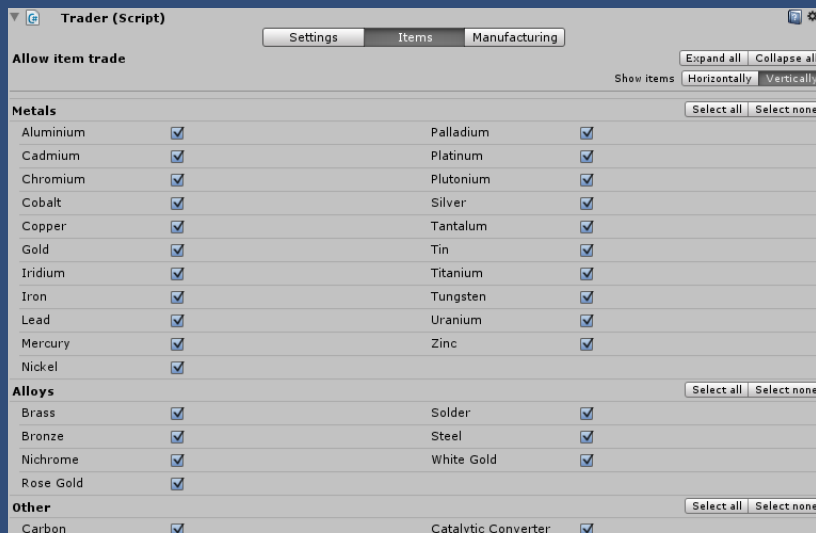 Trader (Script)
Settings Items Manufacturing
Allow item trade Expand all Collapse all
Show items Horizontally Vertically
Metals Select all Select none
Aluminium Palladium
Cadmium Platinum
Chromium Plutonium
Cobalt Silver
Copper Tantalum
Gold Tin
Iridium Titanium
Iron Tungsten
Lead Uranium
Mercury Zinc
Nickel
Alloys Select all Select none
Brass Solder
Bronze Steel
Nichrome White Gold
Rose Gold
Other Select all Select none
Carbon Catalytic Converter